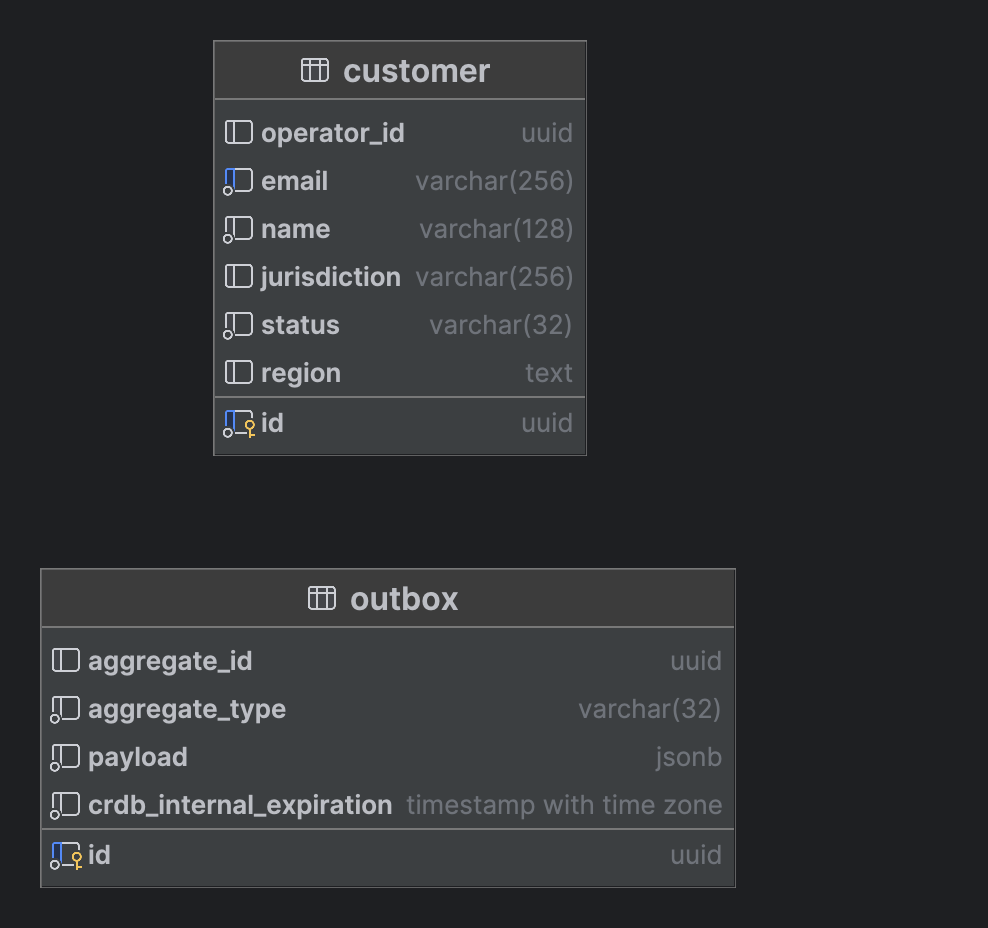 customer
operator_id uuid
email varchar(256)
name varchar(128)
jurisdiction varchar(256)
status varchar(32)
region text
id uuid
outbox
aggregate_id uuid
aggregate_type varchar(32)
payload jsonb
crdb_internal_expiration timestamp with time zone
id uuid